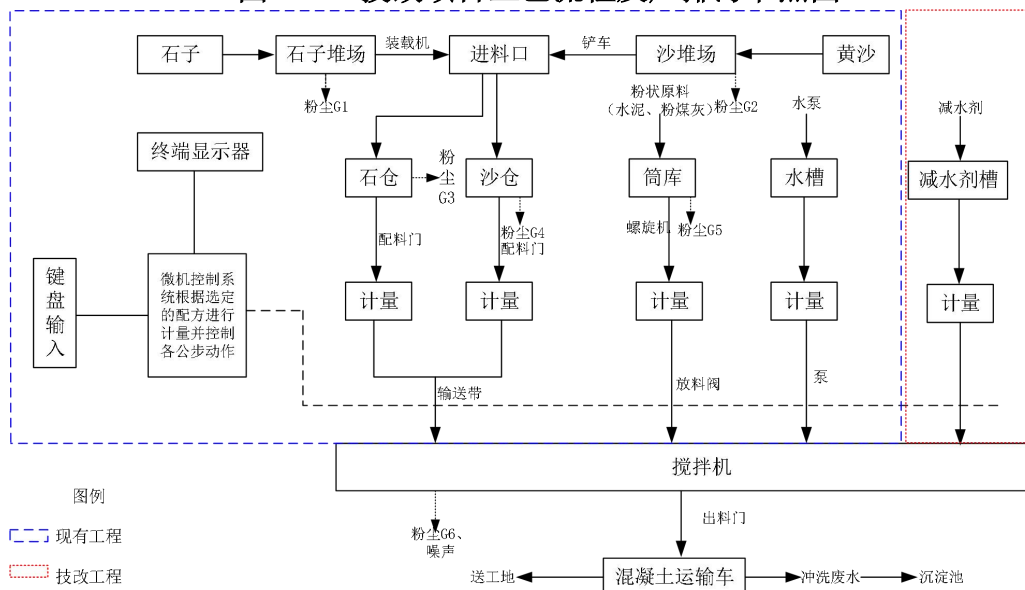 石子
石子堆场
装载机
进料口
铲车
沙堆场
黄沙
粉尘G1
粉状原料
(水泥、粉煤灰)
粉尘G2
水泵
减水剂
终端显示器
石仓
粉
尘
G3
沙仓
筒库
水槽
减水剂槽
粉尘G4
配料门
配料门
螺旋机
粉尘G5
键
盘
输
入
微机控制系
统根据选定
的配方进行
计量并控制
各公步动作
计量
计量
计量
计量
计量
输送带
放料阀
泵
搅拌机
图例
现有工程
技改工程
粉尘G6、
噪声
出料门
送工地
混凝土运输车
冲洗废水
沉淀池